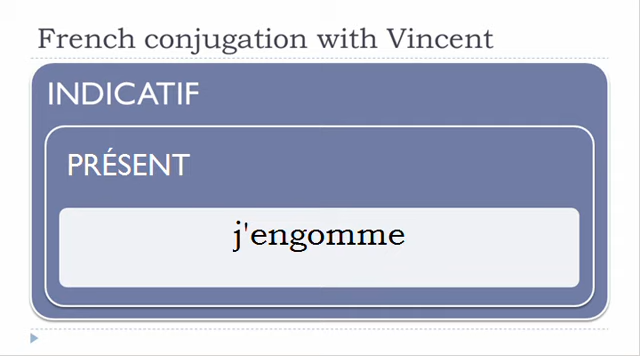 French conjugation with Vincent
INDICATIF
PRÉSENT
j'engomme